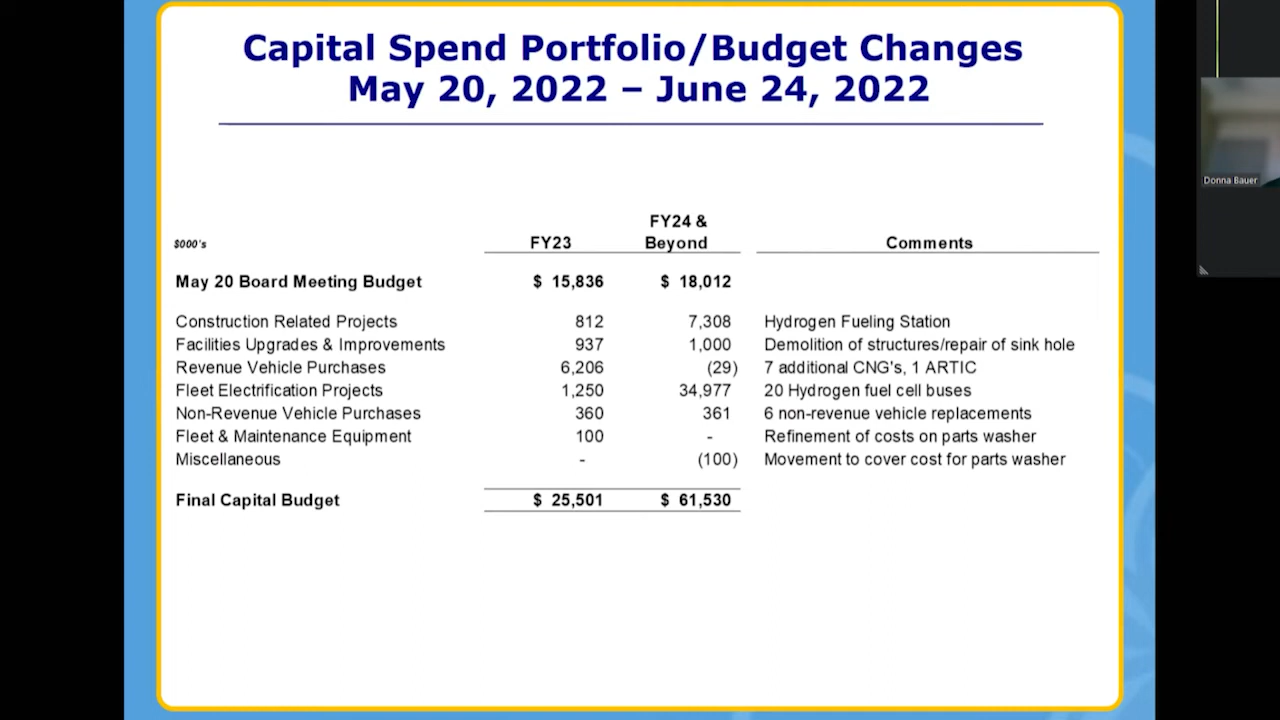 Capital Spend Portfolio/Budget Changes
May 20, 2022 – June 24, 2022
FY24 &
$000's FY23 Beyond Comments
May 20 Board Meeting Budget $ 15,836 $ 18,012
Construction Related Projects 812 7,308 Hydrogen Fueling Station
Facilities Upgrades & Improvements 937 1,000 Demolition of structures/repair of sink hole
Revenue Vehicle Purchases 6,206 (29) 7 additional CNG's, 1 ARTIC
Fleet Electrification Projects 1,250 34,977 20 Hydrogen fuel cell buses
Non-Revenue Vehicle Purchases 360 361 6 non-revenue vehicle replacements
Fleet & Maintenance Equipment 100 - Refinement of costs on parts washer
Miscellaneous - (100) Movement to cover cost for parts washer
Final Capital Budget $ 25,501 $ 61,530
Donna Bauer